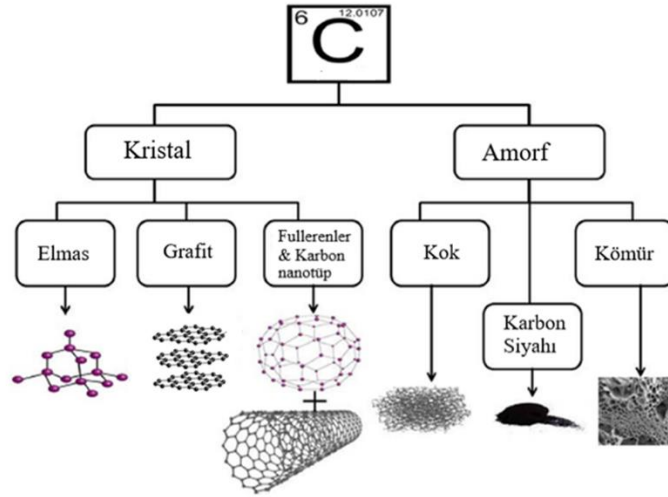 6
12.0107
C
Kristal
Amorf
Elmas
Grafit
Fullerenler
& Karbon
nanotüp
Kok
Kömür
Karbon
Siyahı